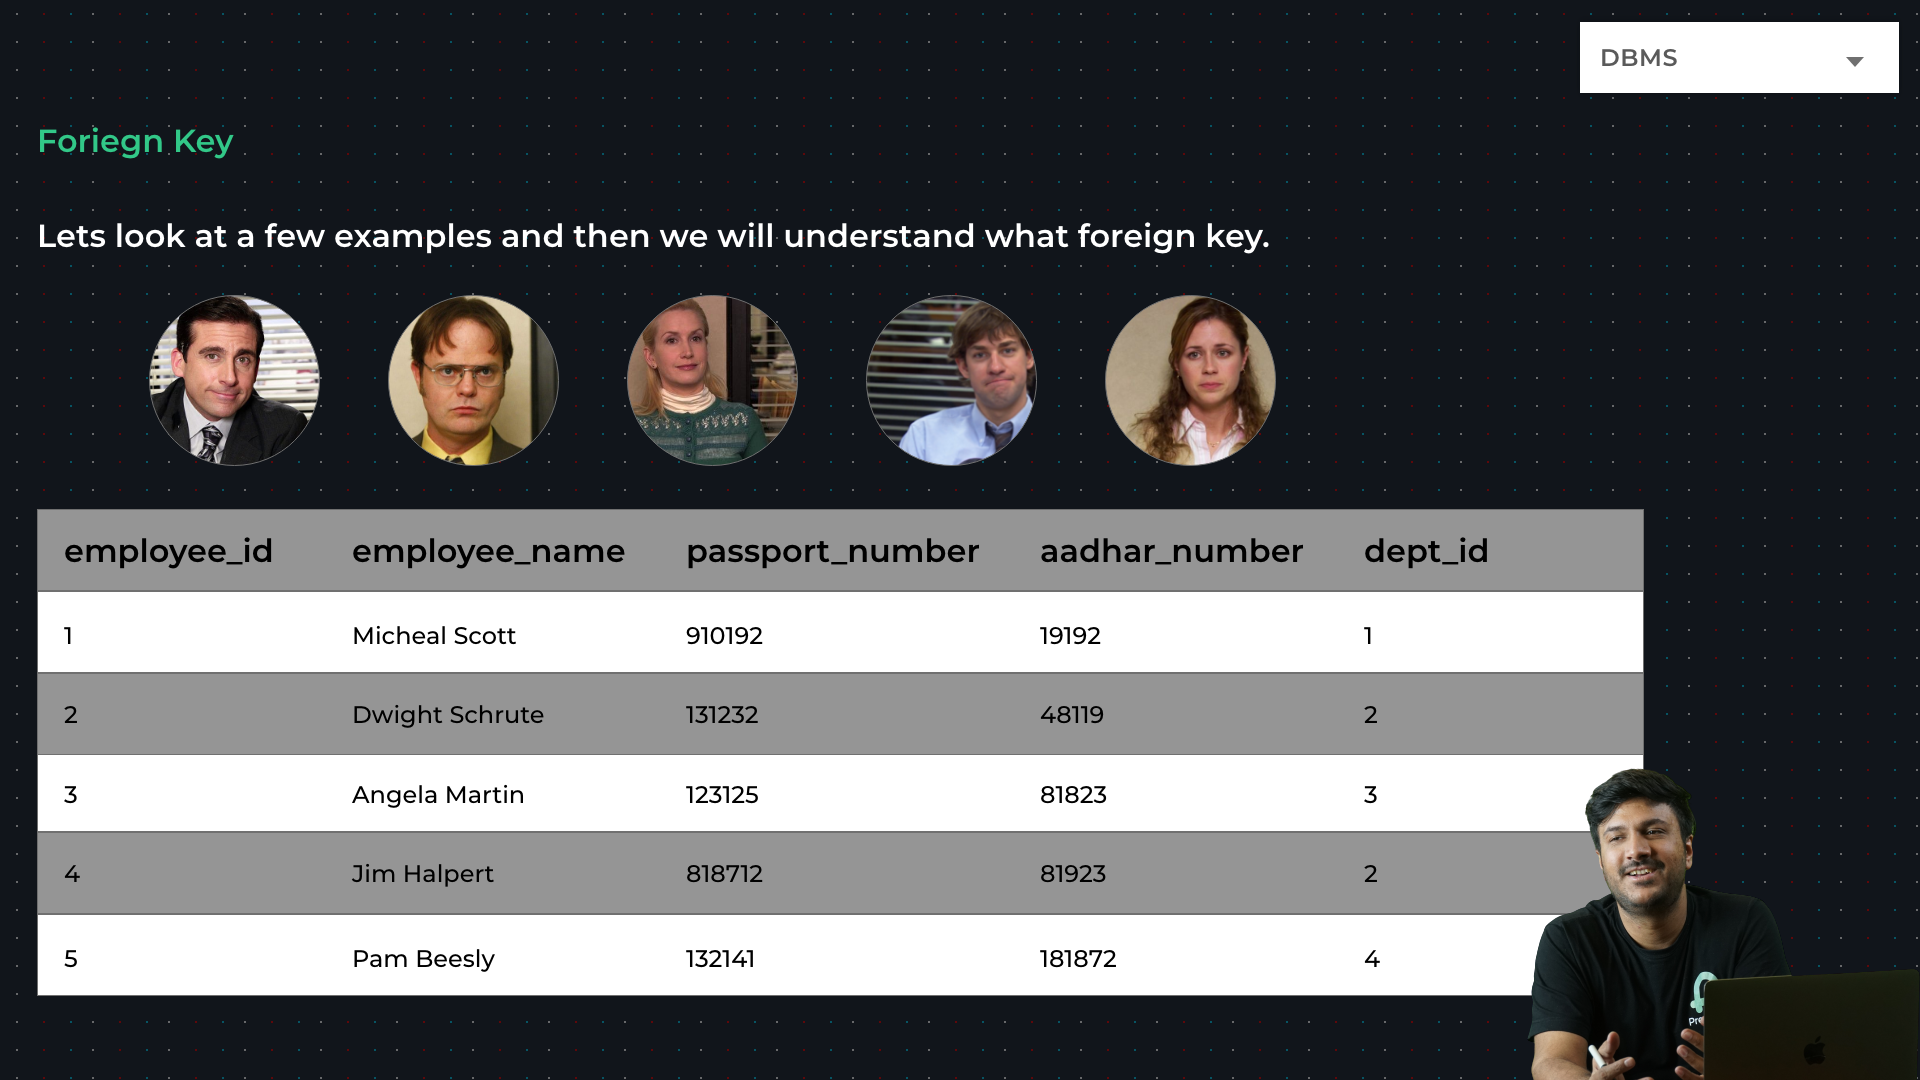 DBMS
Foriegn Key
Lets look at a few examples and then we will understand what foreign key.
employee_id employee_name passport_number aadhar_number dept_id
1 Micheal Scott 910192 19192 1
2 Dwight Schrute 131232 48119 2
3 Angela Martin 123125 81823 3
4 Jim Halpert 818712 81923 2
5 Pam Beesly 132141 181872 4